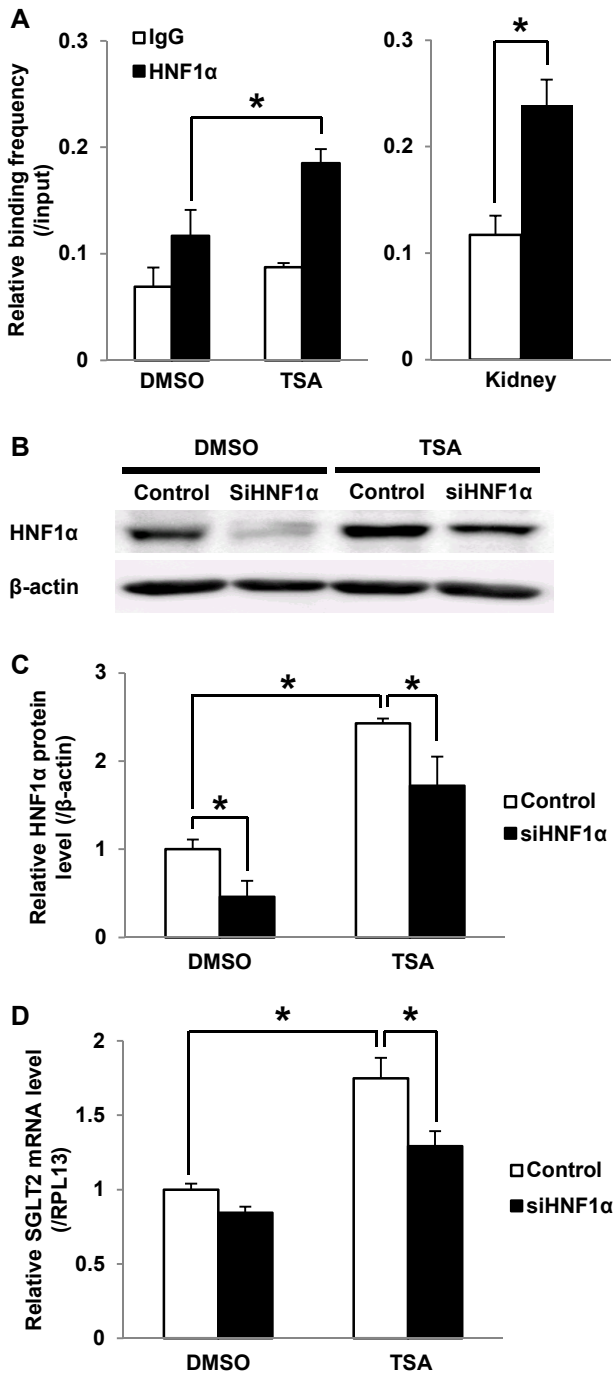 A
Relative binding frequency
(/input)
0.3
0.2
0.1
0
IgG
HNF1α
*
DMSO
TSA
0.3
0.2
0.1
0
*
Kidney
B
DMSO
TSA
Control
SiHNF1α
Control
siHNF1α
HNF1α
β-actin
C
Relative HNF1α protein
level (/β-actin)
3
2
1
0
*
*
*
Control
siHNF1α
DMSO
TSA
D
Relative SGLT2 mRNA level
(/RPL13)
2
1.5
1
0.5
0
*
*
Control
siHNF1α
DMSO
TSA